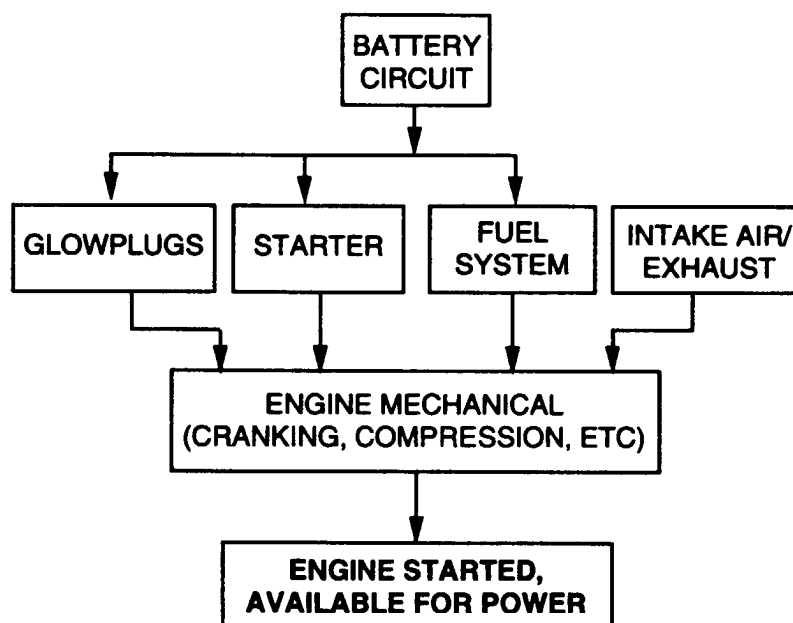 BATTERY
CIRCUIT
GLOWPLUGS
STARTER
FUEL
SYSTEM
INTAKE AIR/
EXHAUST
ENGINE MECHANICAL
(CRANKING, COMPRESSION, ETC)
ENGINE STARTED,
AVAILABLE FOR POWER